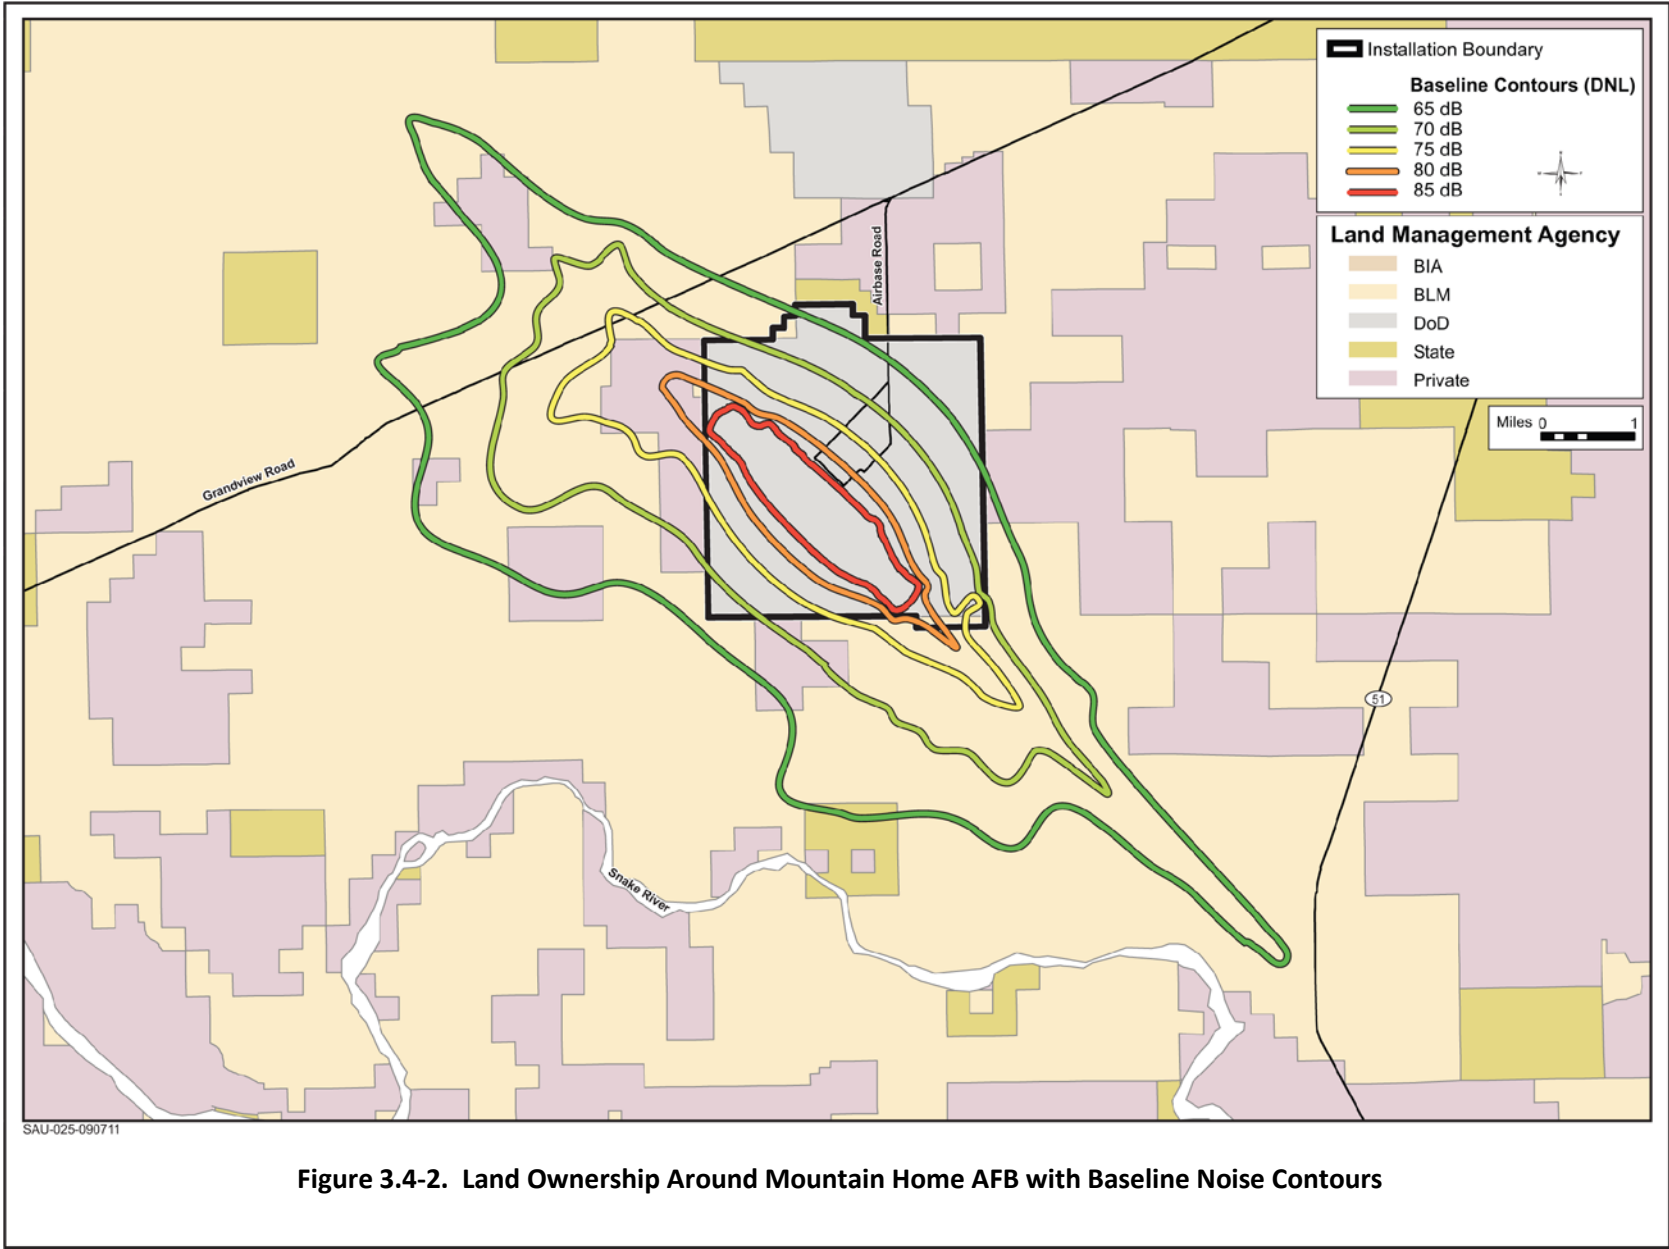 Installation Boundary
Baseline Contours (DNL)
65 dB
70 dB
75 dB
80 dB
85 dB
Land Management Agency
BIA
BLM
DoD
State
Private
Miles 0 1
Airbase Road
Grandview Road
51
Snake River
SAU-025-090711
Figure 3.4-2. Land Ownership Around Mountain Home AFB with Baseline Noise Contours